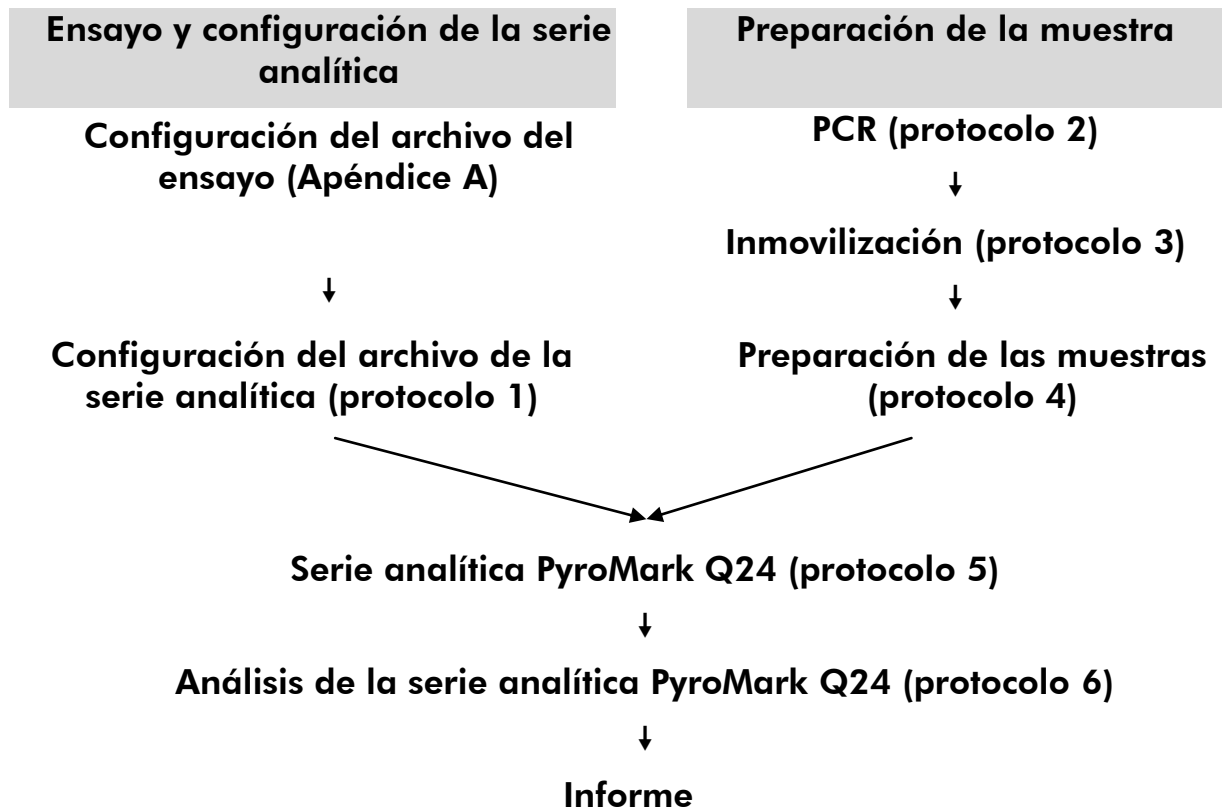 Ensayo y configuración de la serie
analítica
Configuración del archivo del
ensayo (Apéndice A)
Configuración del archivo de la
serie analítica (protocolo 1)
Preparación de la muestra
PCR (protocolo 2)
Inmovilización (protocolo 3)
Preparación de las muestras
(protocolo 4)
Serie analítica PyroMark Q24 (protocolo 5)
Análisis de la serie analítica PyroMark Q24 (protocolo 6)
Informe